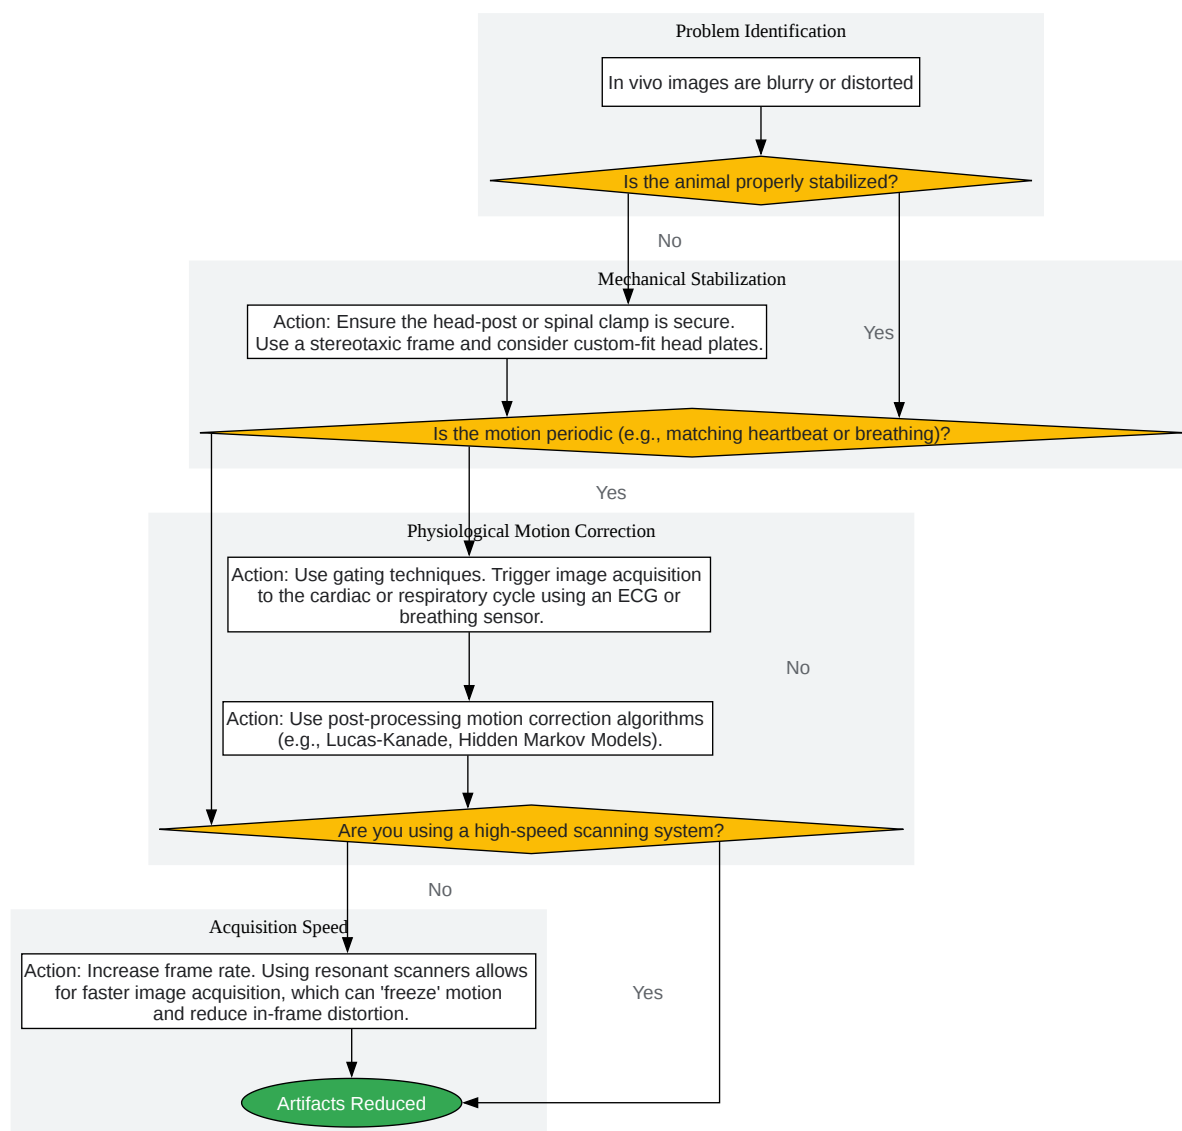 Problem Identification
In vivo images are blurry or distorted
Is the animal properly stabilized?
No
Mechanical Stabilization
Action: Ensure the head-post or spinal clamp is secure.
Use a stereotaxic frame and consider custom-fit head plates.
Yes
Is the motion periodic (e.g., matching heartbeat or breathing)?
Yes
Physiological Motion Correction
Action: Use gating techniques. Trigger image acquisition
to the cardiac or respiratory cycle using an ECG or
breathing sensor.
No
Action: Use post-processing motion correction algorithms
(e.g., Lucas-Kanade, Hidden Markov Models).
Are you using a high-speed scanning system?
No
Acquisition Speed
Action: Increase frame rate. Using resonant scanners allows
for faster image acquisition, which can 'freeze' motion
and reduce in-frame distortion.
Yes
Artifacts Reduced